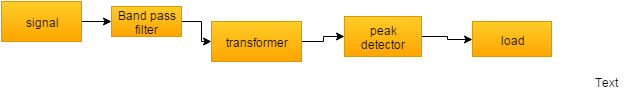 signal
Band pass
filter
transformer
peak
detector
load
Text